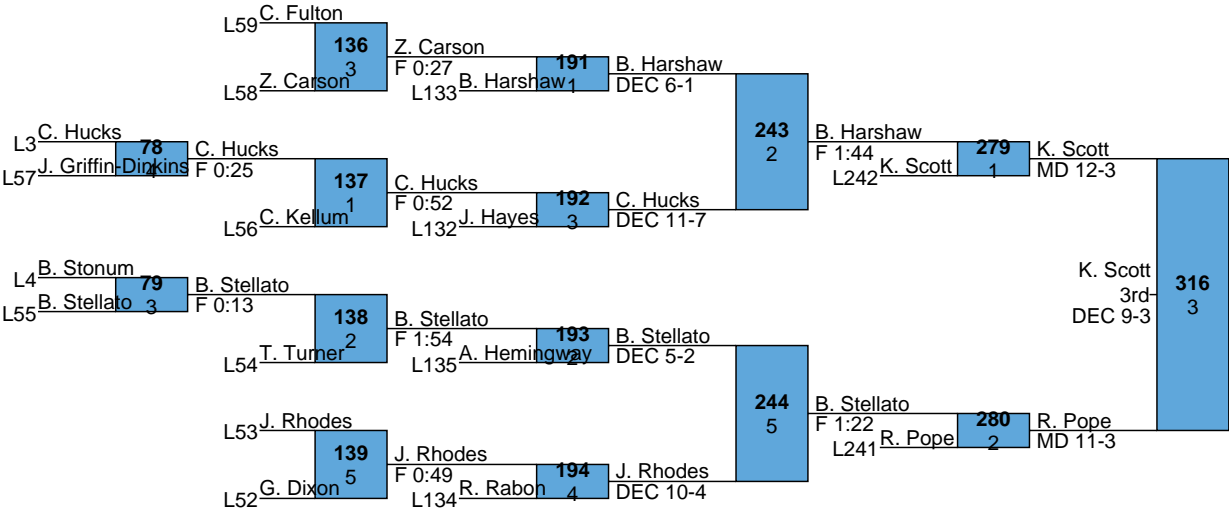 L59 C. Fulton
136
3
Z. Carson
F 0:27
L58 Z. Carson
191
1
L133 B. Harshaw
B. Harshaw
DEC 6-1
L3 C. Hucks
78
4
L57 J. Griffin-Dinkins
C. Hucks
F 0:25
137
1
L56 C. Kellum
C. Hucks
F 0:52
192
3
L132 J. Hayes
C. Hucks
DEC 11-7
243
2
B. Harshaw
F 1:44
279
1
L242 K. Scott
K. Scott
MD 12-3
L4 B. Stonum
79
3
L55 B. Stellato
B. Stellato
F 0:13
138
2
L54 T. Turner
B. Stellato
F 1:54
193
2
L135 A. Hemingway
B. Stellato
DEC 5-2
K. Scott
3rd
DEC 9-3
316
3
L53 J. Rhodes
139
5
L52 G. Dixon
J. Rhodes
F 0:49
194
4
L134 R. Rabon
J. Rhodes
DEC 10-4
244
5
B. Stellato
F 1:22
280
2
L241 R. Pope
R. Pope
MD 11-3